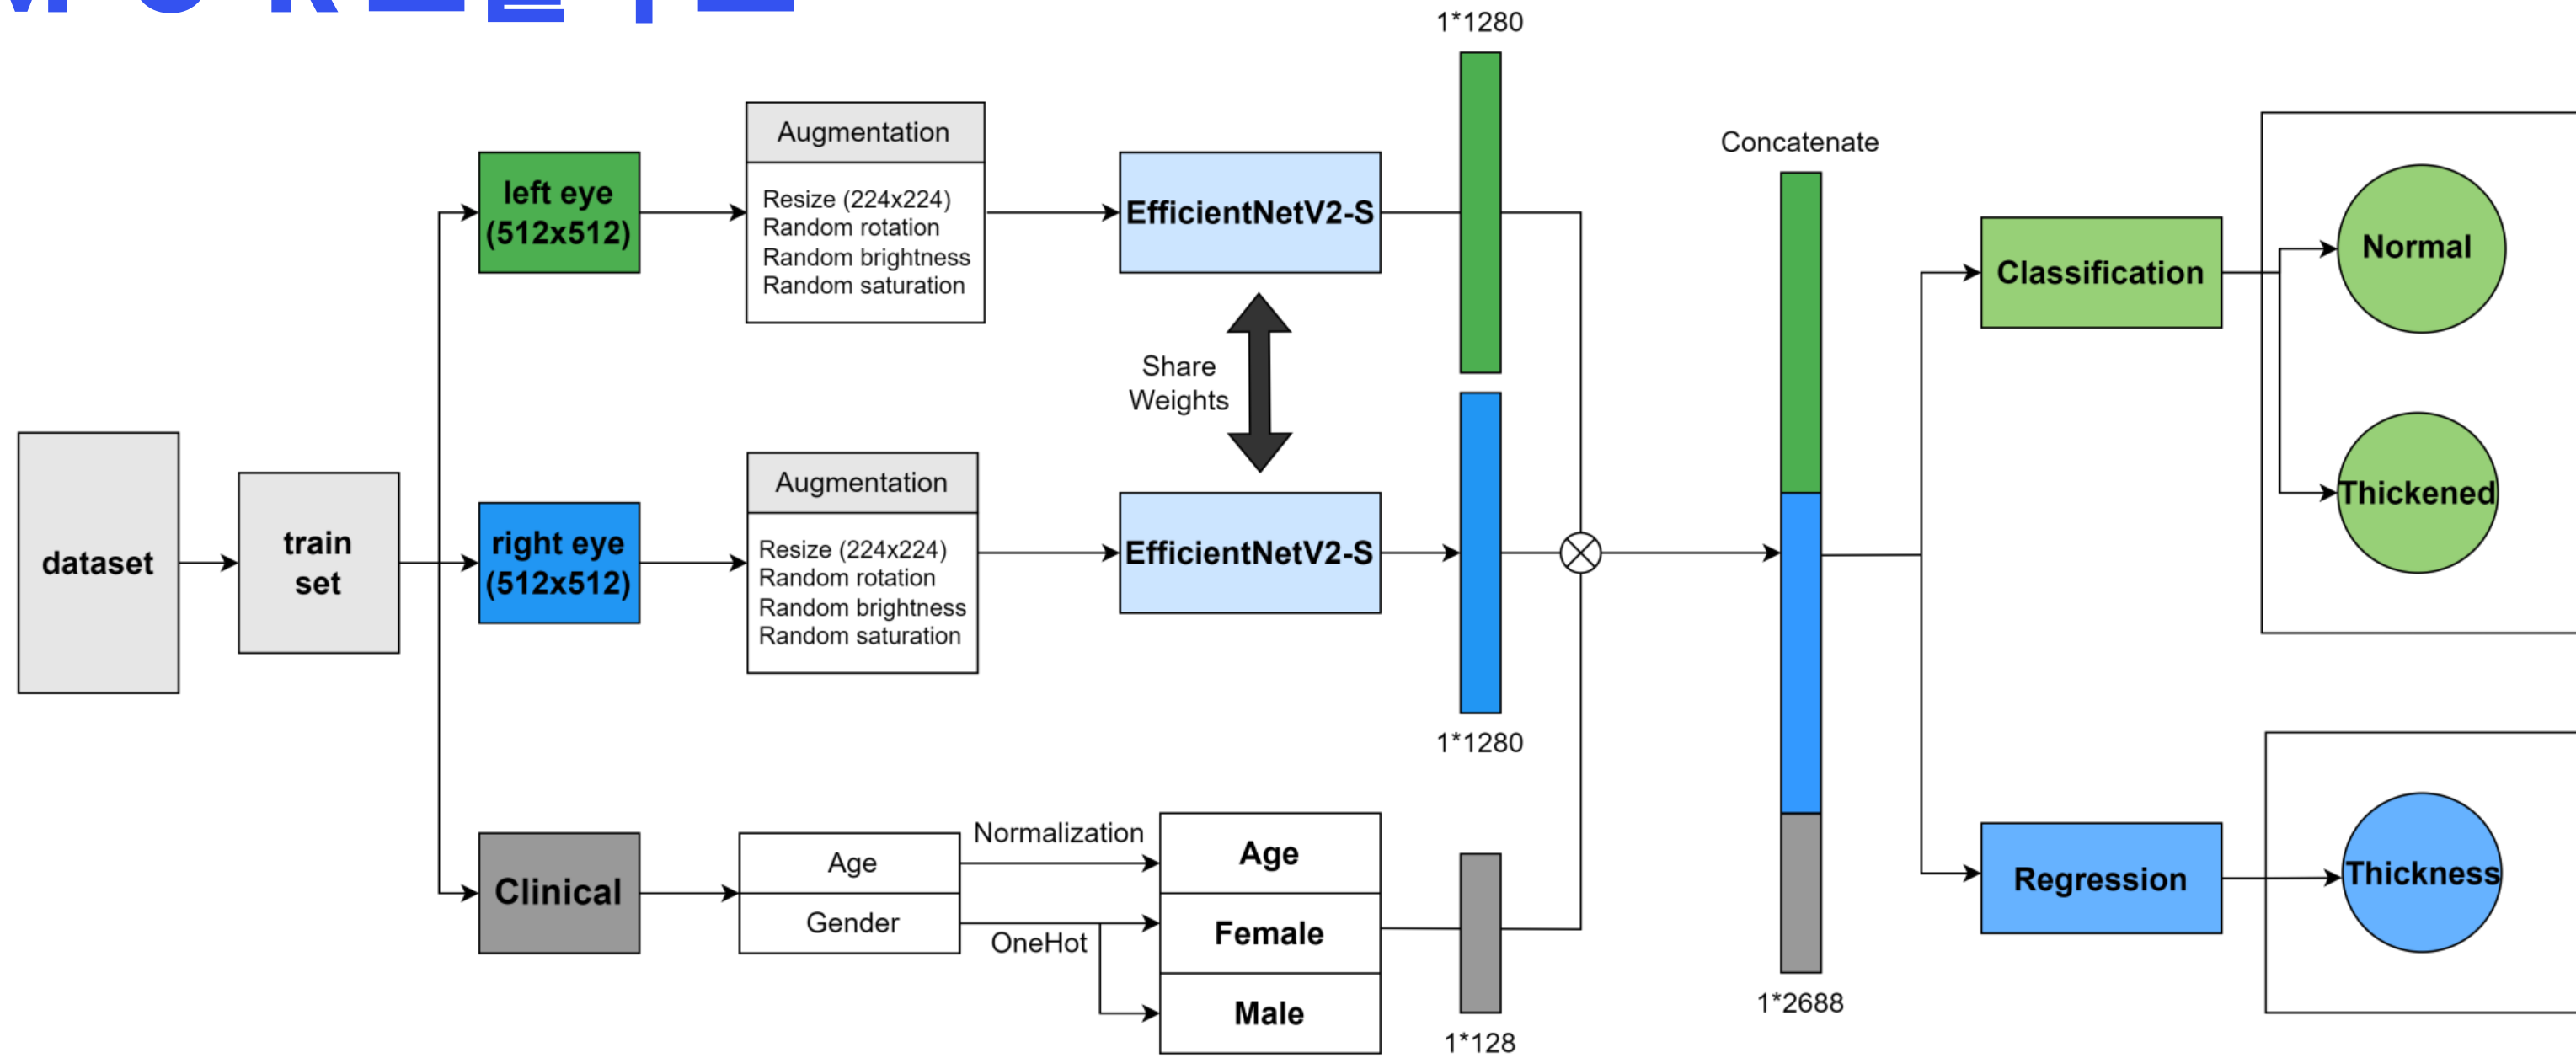 1*1280
Concatenate
left eye
(512x512)
Augmentation
Resize (224x224)
Random rotation
Random brightness
Random saturation
EfficientNetV2-S
Classification
Normal
Share
Weights
Thickened
dataset
train
set
right eye
(512x512)
Augmentation
Resize (224x224)
Random rotation
Random brightness
Random saturation
EfficientNetV2-S
1*1280
Clinical
Age
Gender
Normalization
OneHot
Age
Female
Male
1*128
1*2688
Regression
Thickness